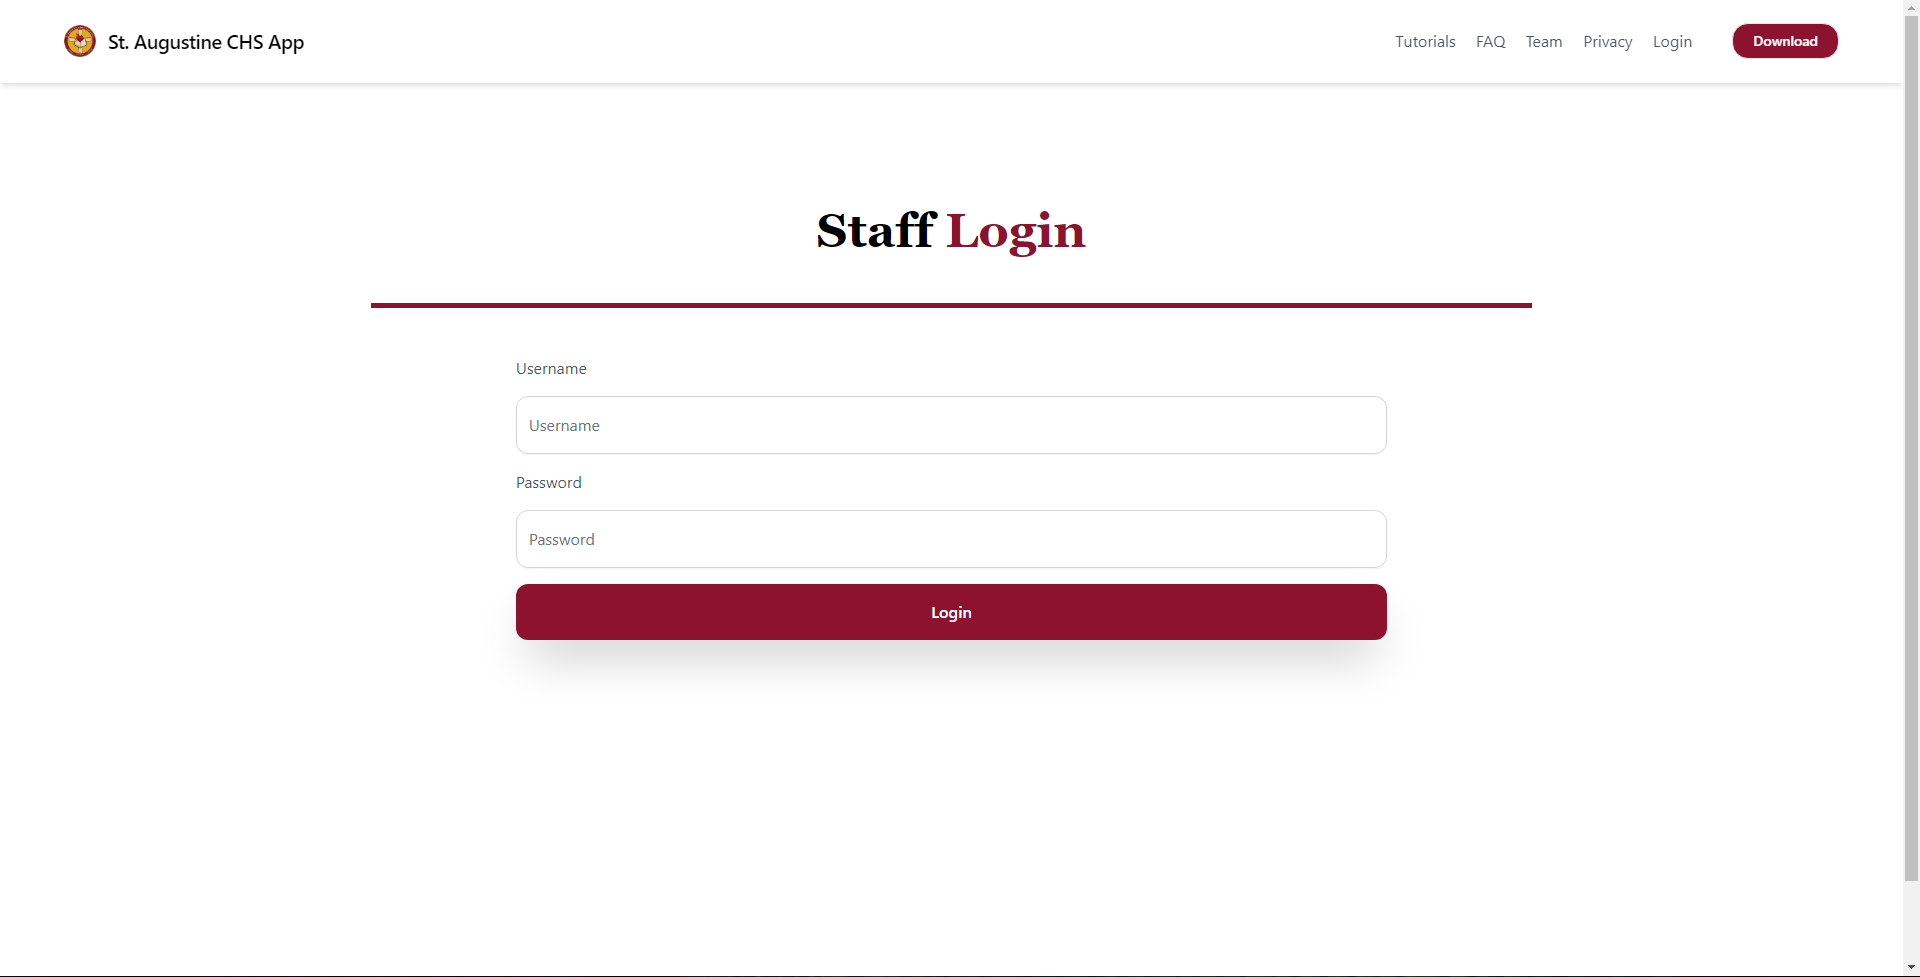 St. Augustine CHS App
Tutorials FAQ Team Privacy Login Download
Staff Login
Username
Username
Password
Password
Login